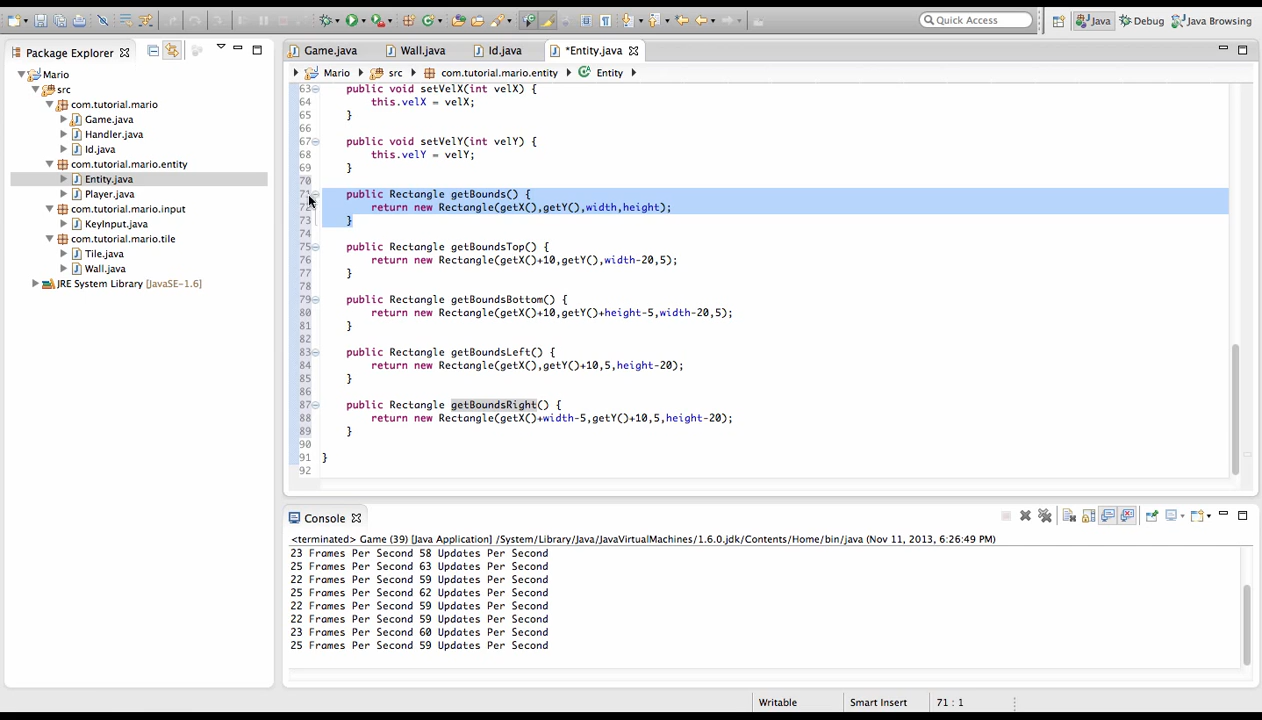 Quick Access
Java
Debug
Java Browsing
Package Explorer
Mario
src
com.tutorial.mario
Game.java
Handler.java
Id.java
com.tutorial.mario.entity
Entity.java
Player.java
com.tutorial.mario.input
KeyInput.java
com.tutorial.mario.tile
Tile.java
Wall.java
JRE System Library [JavaSE-1.6]
Game.java Wall.java Id.java *Entity.java
Mario src com.tutorial.mario.entity Entity
63 public void setVelX(int velX) {
64 this.velX = velX;
65 }
66
67 public void setVelY(int velY) {
68 this.velY = velY;
69 }
70
71 public Rectangle getBounds() {
72 return new Rectangle(getX(),getY(),width,height);
73 }
74
75 public Rectangle getBoundsTop() {
76 return new Rectangle(getX()+10,getY(),width-20,5);
77 }
78
79 public Rectangle getBoundsBottom() {
80 return new Rectangle(getX()+10,getY()+height-5,width-20,5);
81 }
82
83 public Rectangle getBoundsLeft() {
84 return new Rectangle(getX(),getY()+10,5,height-20);
85 }
86
87 public Rectangle getBoundsRight() {
88 return new Rectangle(getX()+width-5,getY()+10,5,height-20);
89 }
90
91 }
92
Console
<terminated> Game (39) [Java Application] /System/Library/Java/JavaVirtualMachines/1.6.0.jdk/Contents/Home/bin/java (Nov 11, 2013, 6:26:49 PM)
23 Frames Per Second 58 Updates Per Second
25 Frames Per Second 63 Updates Per Second
22 Frames Per Second 59 Updates Per Second
25 Frames Per Second 62 Updates Per Second
22 Frames Per Second 59 Updates Per Second
22 Frames Per Second 59 Updates Per Second
23 Frames Per Second 60 Updates Per Second
25 Frames Per Second 59 Updates Per Second
Writable
Smart Insert
71 : 1